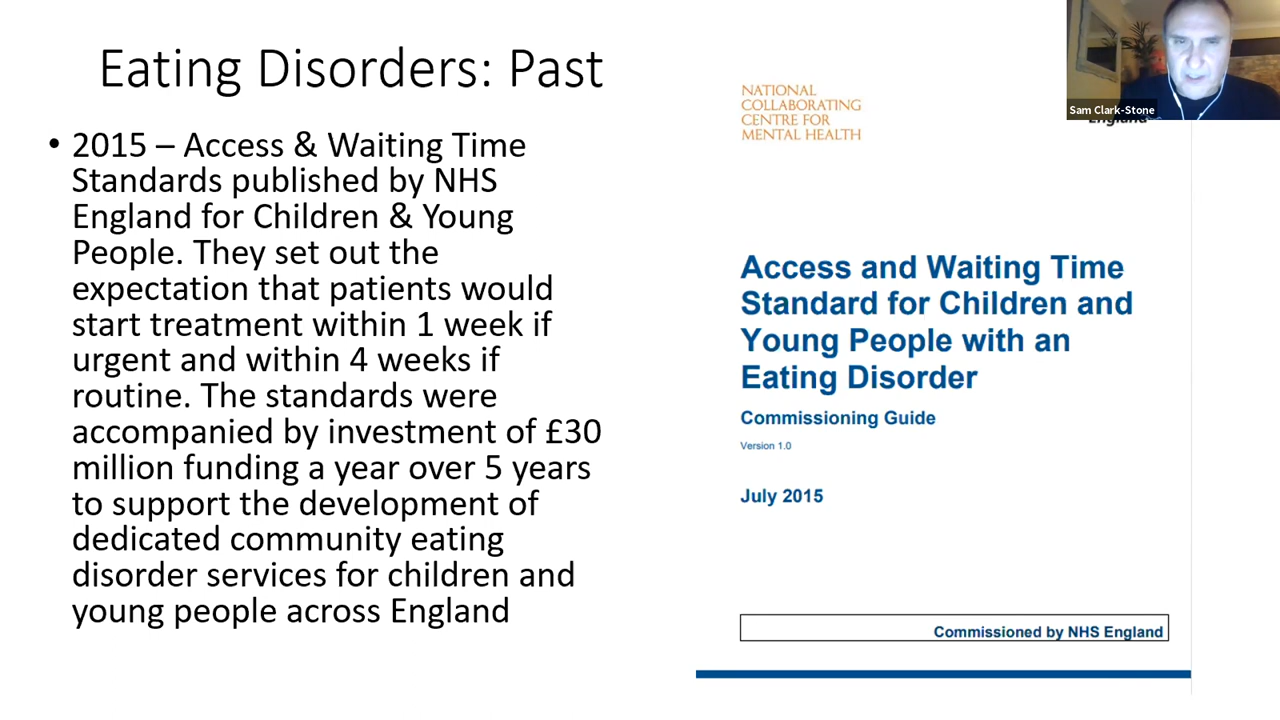 Eating Disorders: Past
• 2015 – Access & Waiting Time
Standards published by NHS
England for Children & Young
People. They set out the
expectation that patients would
start treatment within 1 week if
urgent and within 4 weeks if
routine. The standards were
accompanied by investment of £30
million funding a year over 5 years
to support the development of
dedicated community eating
disorder services for children and
young people across England
NATIONAL
COLLABORATING
CENTRE FOR
MENTAL HEALTH
Sam Clark-Stone
England
Access and Waiting Time
Standard for Children and
Young People with an
Eating Disorder
Commissioning Guide
Version 1.0
July 2015
Commissioned by NHS England